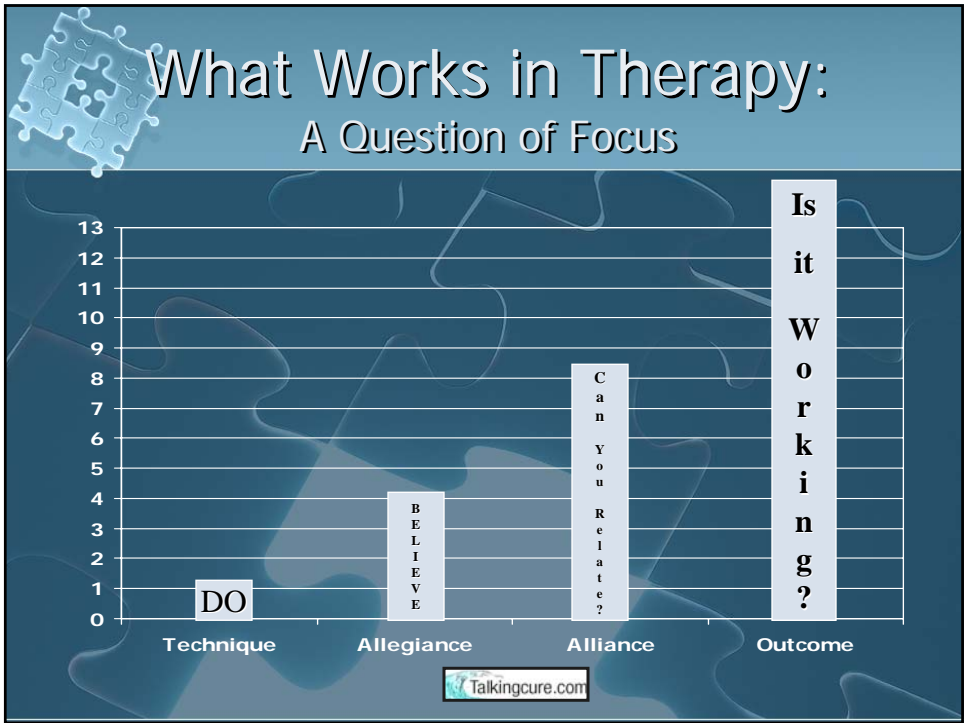 What Works in Therapy:
A Question of Focus
13
12
11
10
9
8
7
6
5
4
3
2
1
0
DO
BELIEVE
Can You Relate?
Is it Working?
Technique Allegiance Alliance Outcome
Talkingcure.com